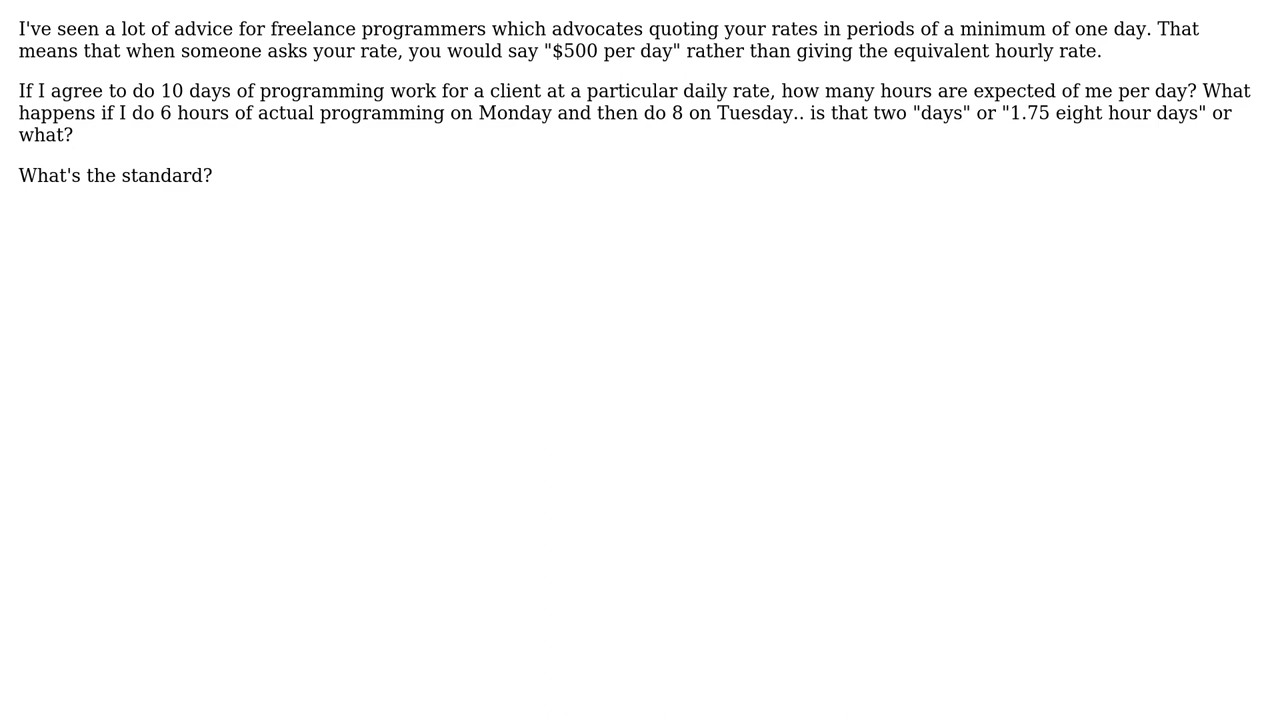 I've seen a lot of advice for freelance programmers which advocates quoting your rates in periods of a minimum of one day. That
means that when someone asks your rate, you would say "$500 per day" rather than giving the equivalent hourly rate.
If I agree to do 10 days of programming work for a client at a particular daily rate, how many hours are expected of me per day? What
happens if I do 6 hours of actual programming on Monday and then do 8 on Tuesday.. is that two "days" or "1.75 eight hour days" or
what?
What's the standard?